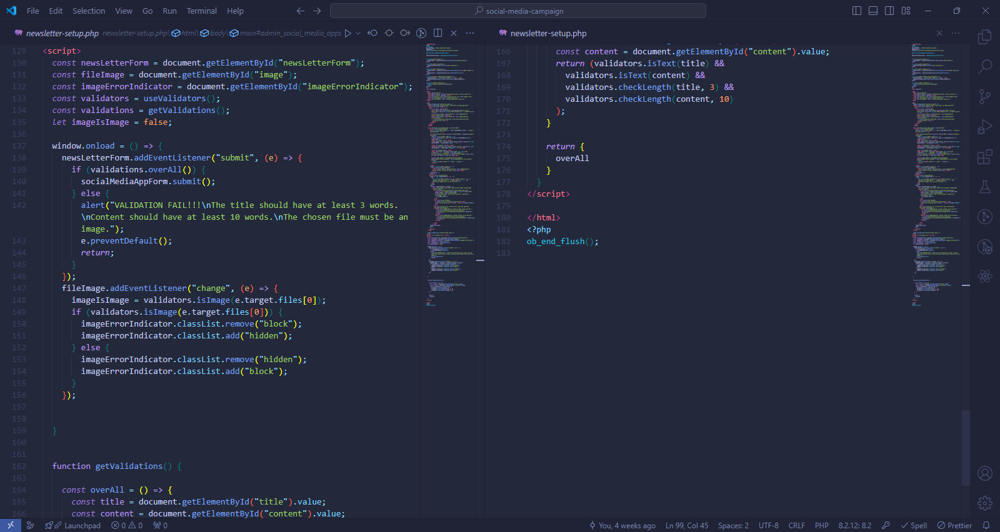 File Edit Selection View Go Run Terminal Help
social-media-campaign
newsletter-setup.php newsletter-setup.php\ html\ body\ main#admin_social_media_apps
129 <script>
130 const newsLetterForm = document.getElementById("newsLetterForm");
131 const fileImage = document.getElementById("image");
132 const imageErrorIndicator = document.getElementById("imageErrorIndicator");
133 const validators = useValidators();
134 const validations = getValidations();
135 let imageIsImage = false;
136
137 window.onload = () => {
138 newsLetterForm.addEventListener("submit", (e) => {
139 if (validations.overAll()) {
140 socialMediaAppForm.submit();
141 } else {
142 alert("VALIDATION FAIL!!!\nThe title should have at least 3 words.
\nContent should have at least 10 words.\nThe chosen file must be an
image.");
143 e.preventDefault();
144 return;
145 }
146 });
147 fileImage.addEventListener("change", (e) => {
148 imageIsImage = validators.isImage(e.target.files[0]);
149 if (validators.isImage(e.target.files[0])) {
150 imageErrorIndicator.classList.remove("block");
151 imageErrorIndicator.classList.add("hidden");
152 } else {
153 imageErrorIndicator.classList.remove("hidden");
154 imageErrorIndicator.classList.add("block");
155 }
156 });
157
158
159 }
160
161
162 function getValidations() {
163
164 const overAll = () => {
165 const title = document.getElementById("title").value;
166 const content = document.getElementById("content").value;
newsletter-setup.php
166 const content = document.getElementById("content").value;
167 return (validators.isText(title) &&
168 validators.isText(content) &&
169 validators.checkLength(title, 3) &&
170 validators.checkLength(content, 10)
171 );
172 }
173
174 return {
175 overAll
176 }
177 }
178 </script>
179
180 </html>
181 <?php
182 ob_end_flush();
183
Launchpad 0 0 0 You, 4 weeks ago Ln 99, Col 45 Spaces: 2 UTF-8 CRLF PHP 8.2.12: 8.2 Spell Prettier